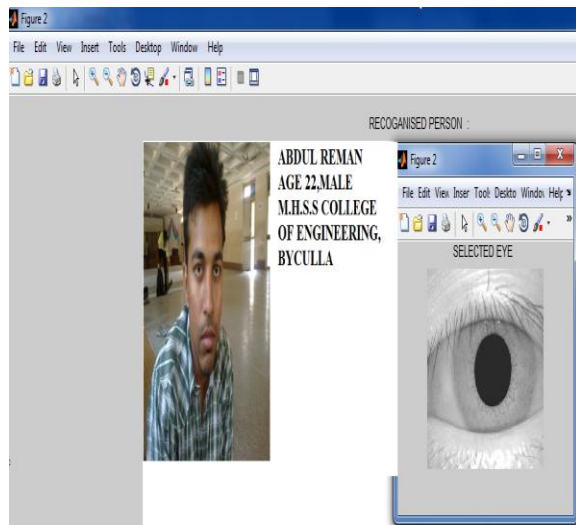 Figure 2
File Edit View Insert Tools Desktop Window Help
RECOGANISED PERSON :
ABDUL REMAN
AGE 22,MALE
M.H.S.S COLLEGE
OF ENGINEERING,
BYCULLA
Figure 2
File Edit View Inser Tool: Deskto Windov Help
SELECTED EYE